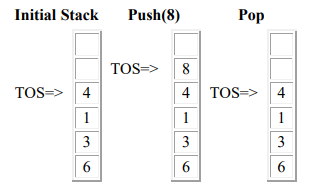 Initial Stack Push(8) Pop
TOS=> 8
TOS=> 4 4 TOS=> 4
1 1 1
3 3 3
6 6 6